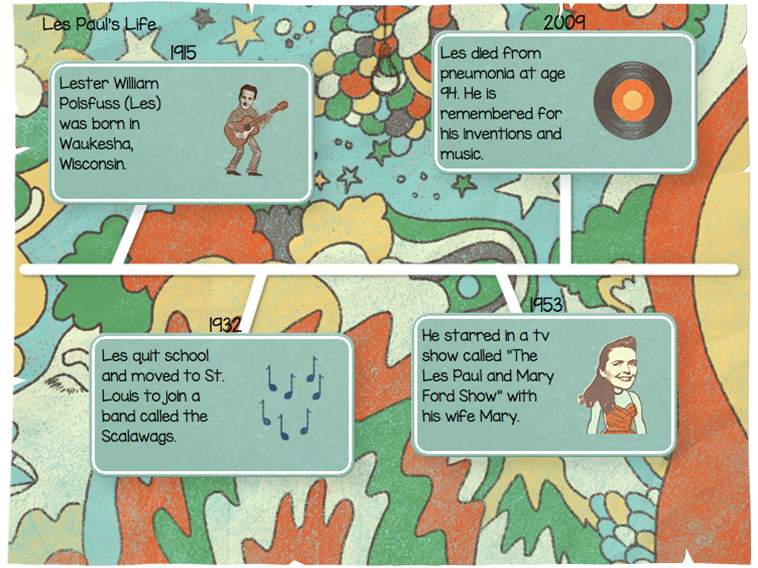 Les Paul's Life
1915
Lester William
Polsfuss (Les)
was born in
Waukesha,
Wisconsin.
2009
Les died from
pneumonia at age
94. He is
remembered for
his inventions and
music.
1932
Les quit school
and moved to St.
Louis to join a
band called the
Scalawags.
1953
He starred in a tv
show called "The
Les Paul and Mary
Ford Show" with
his wife Mary.